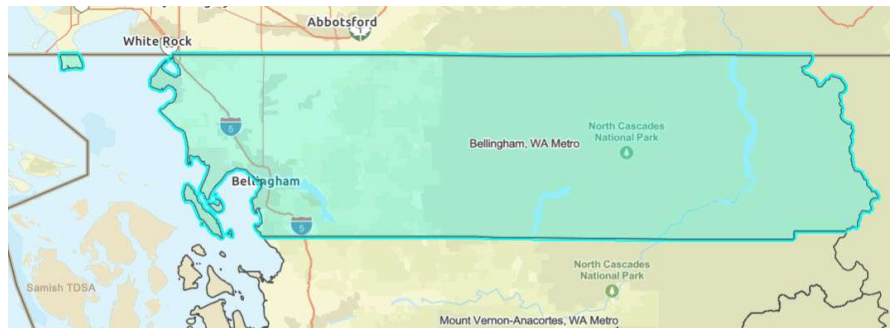 Abbotsford
1
White Rock
5
North Cascades
National Park
Bellingham, WA Metro
Bellingham
5
North Cascades
National Park
Samish TDSA
Mount Vernon-Anacortes, WA Metro